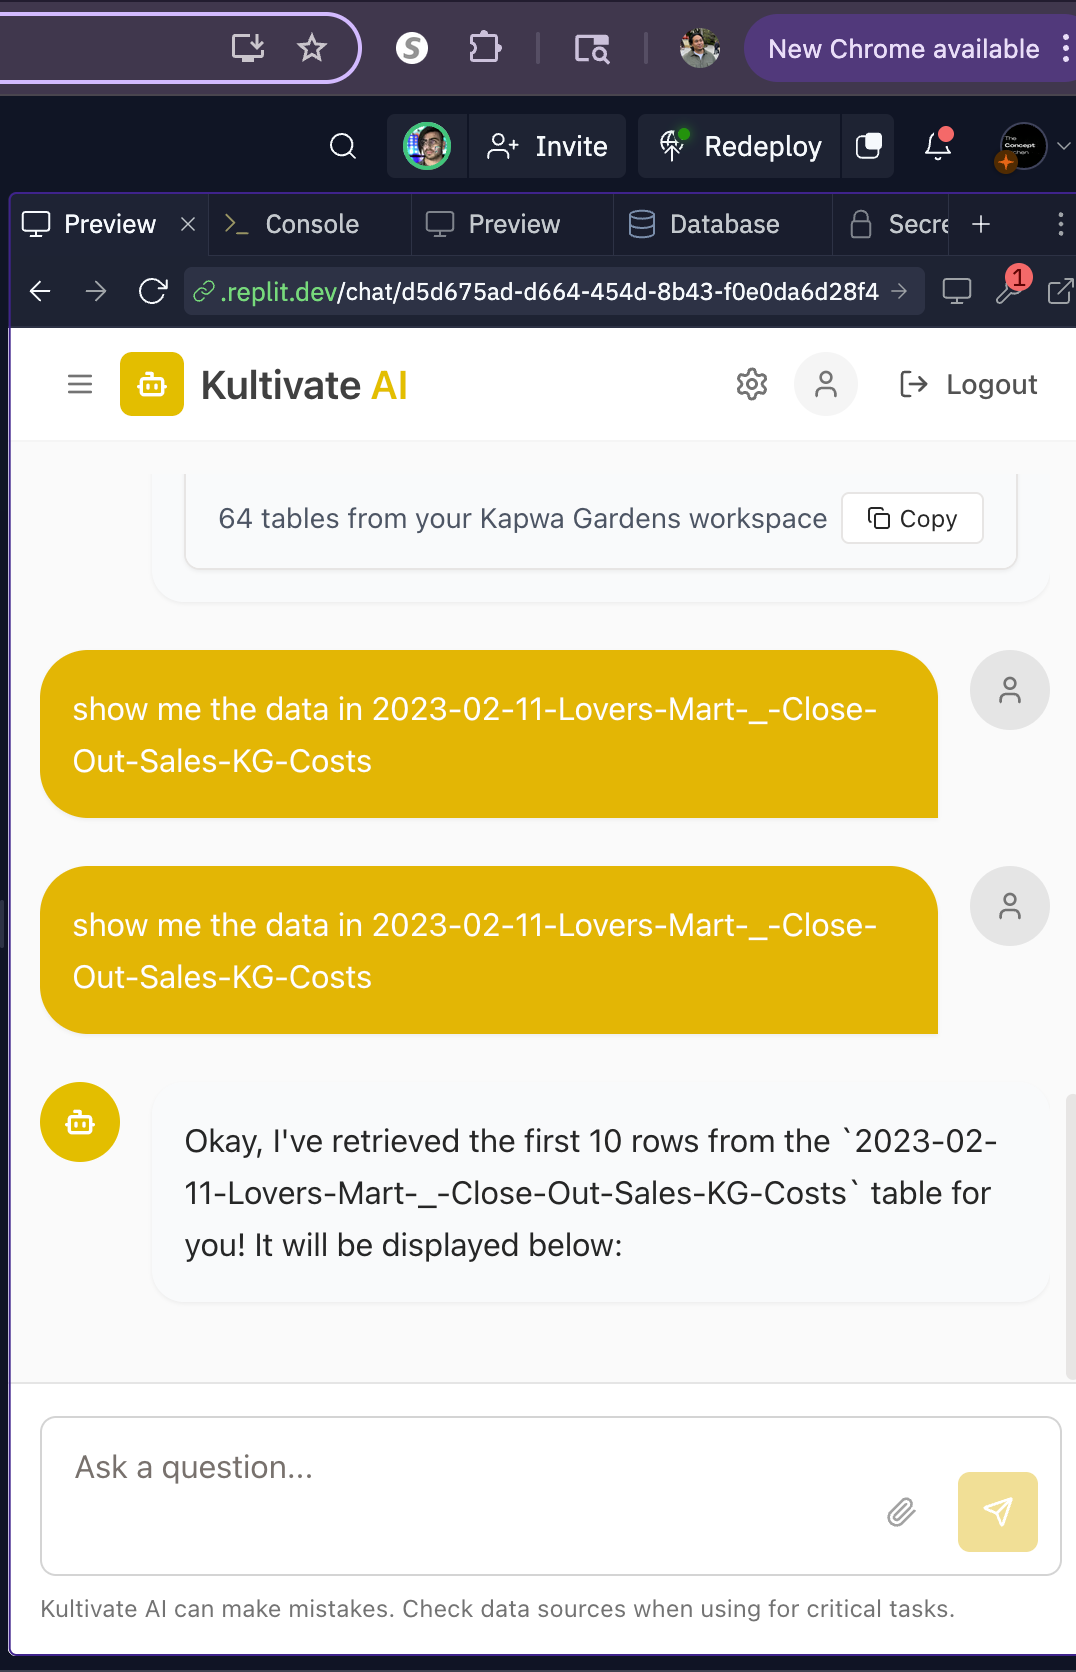 New Chrome available
Invite
Redeploy
Preview
Console
Preview
Database
Secre
.replit.dev/chat/d5d675ad-d664-454d-8b43-f0e0da6d28f4
1
Kultivate AI
Logout
64 tables from your Kapwa Gardens workspace
Copy
show me the data in 2023-02-11-Lovers-Mart-_-Close-
Out-Sales-KG-Costs
show me the data in 2023-02-11-Lovers-Mart-_-Close-
Out-Sales-KG-Costs
Okay, I've retrieved the first 10 rows from the `2023-02-
11-Lovers-Mart-_-Close-Out-Sales-KG-Costs` table for
you! It will be displayed below:
Ask a question...
Kultivate AI can make mistakes. Check data sources when using for critical tasks.